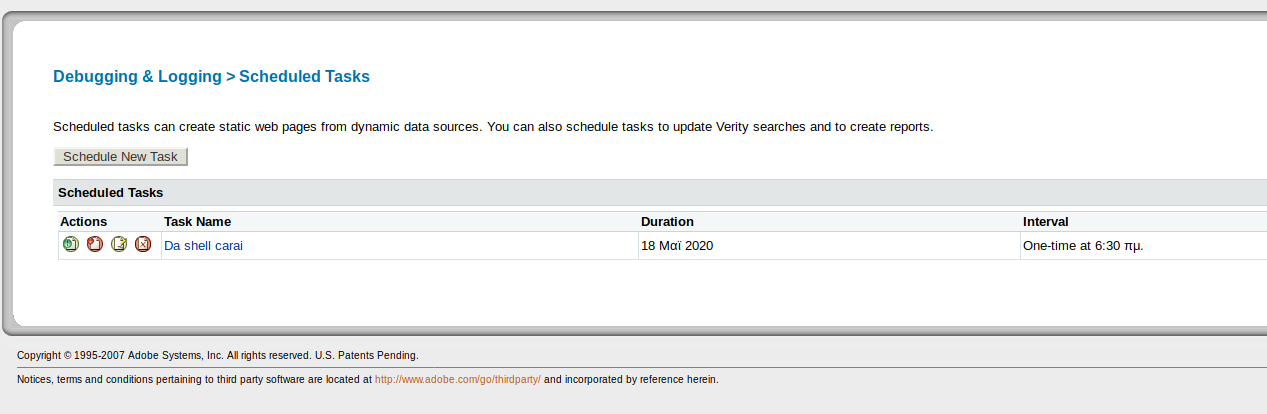 Debugging & Logging > Scheduled Tasks
Scheduled tasks can create static web pages from dynamic data sources. You can also schedule tasks to update Verity searches and to create reports.
Schedule New Task
Scheduled Tasks
Actions Task Name Duration Interval
Da shell carai 18 Μαϊ 2020 One-time at 6:30 πμ.
Copyright © 1995-2007 Adobe Systems, Inc. All rights reserved. U.S. Patents Pending.
Notices, terms and conditions pertaining to third party software are located at http://www.adobe.com/go/thirdparty/ and incorporated by reference herein.